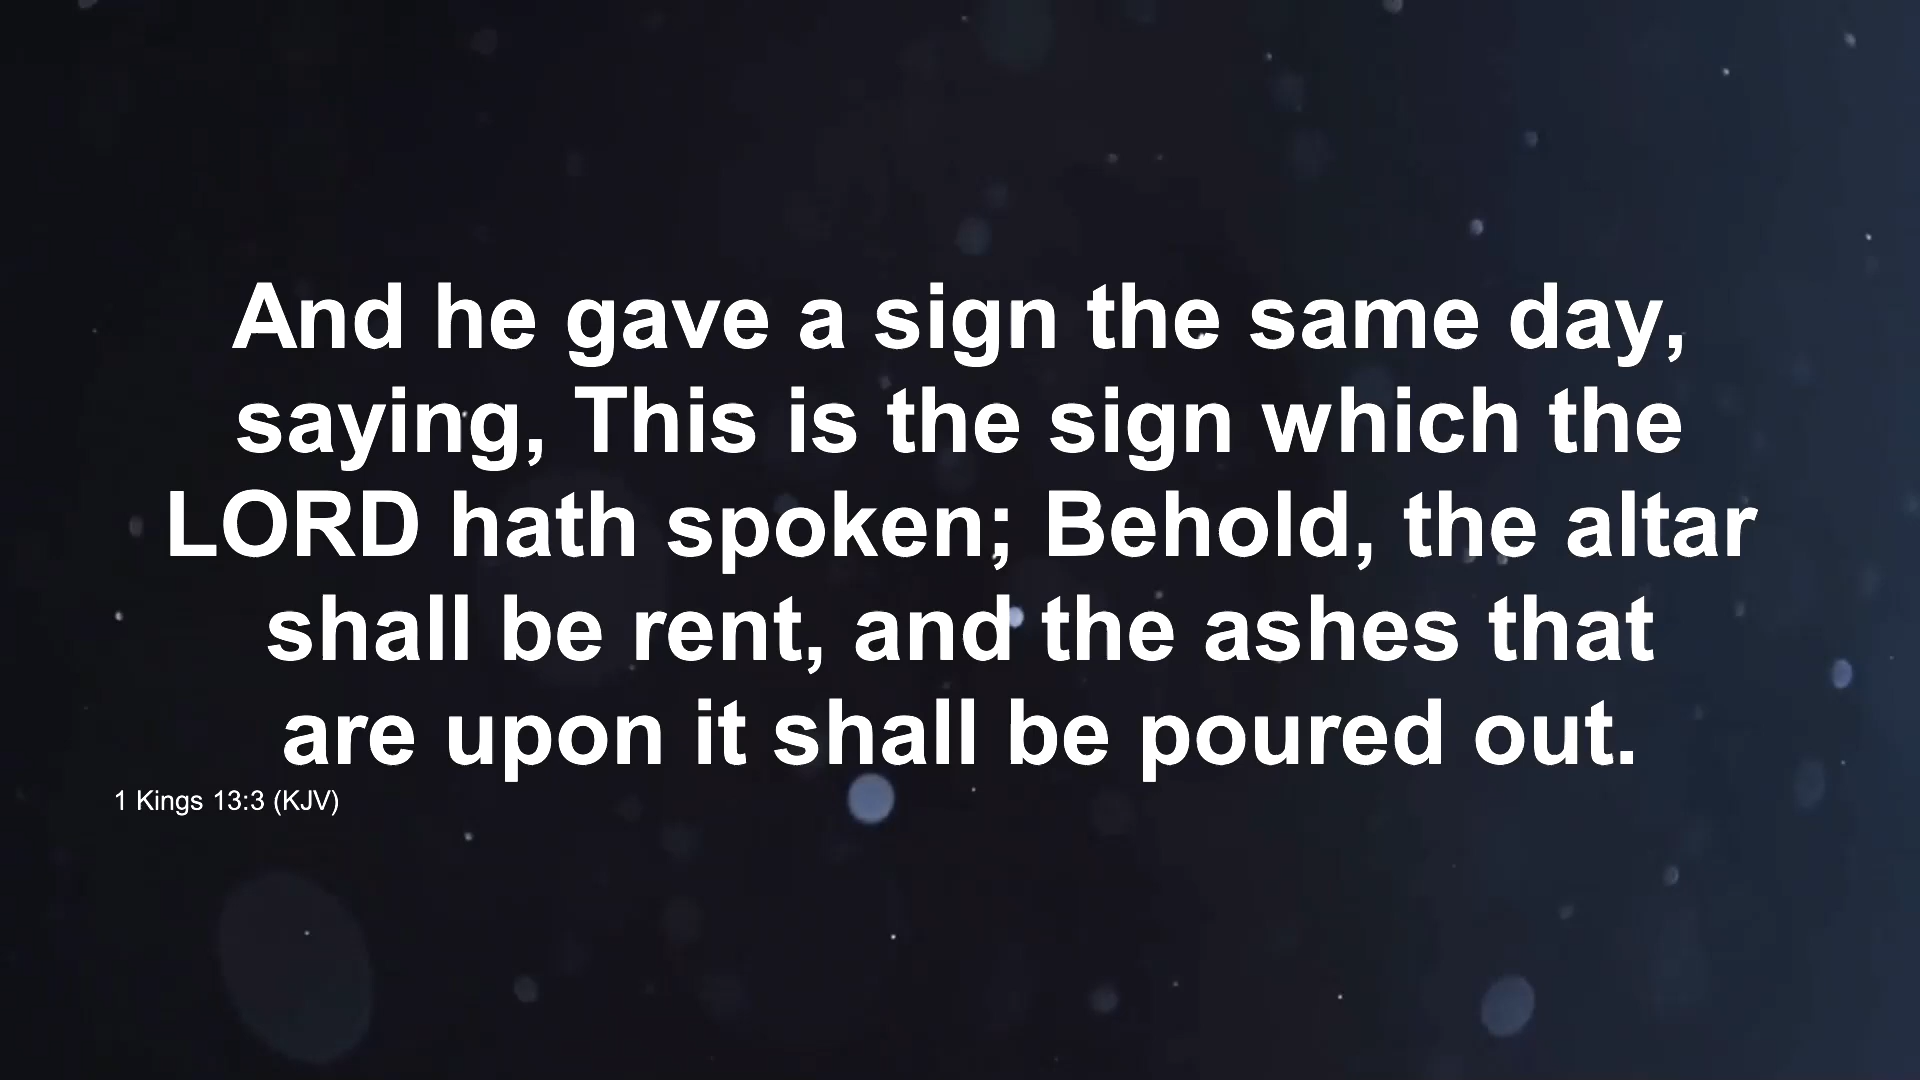 And he gave a sign the same day,
saying, This is the sign which the
LORD hath spoken; Behold, the altar
shall be rent, and the ashes that
are upon it shall be poured out.
1 Kings 13:3 (KJV)